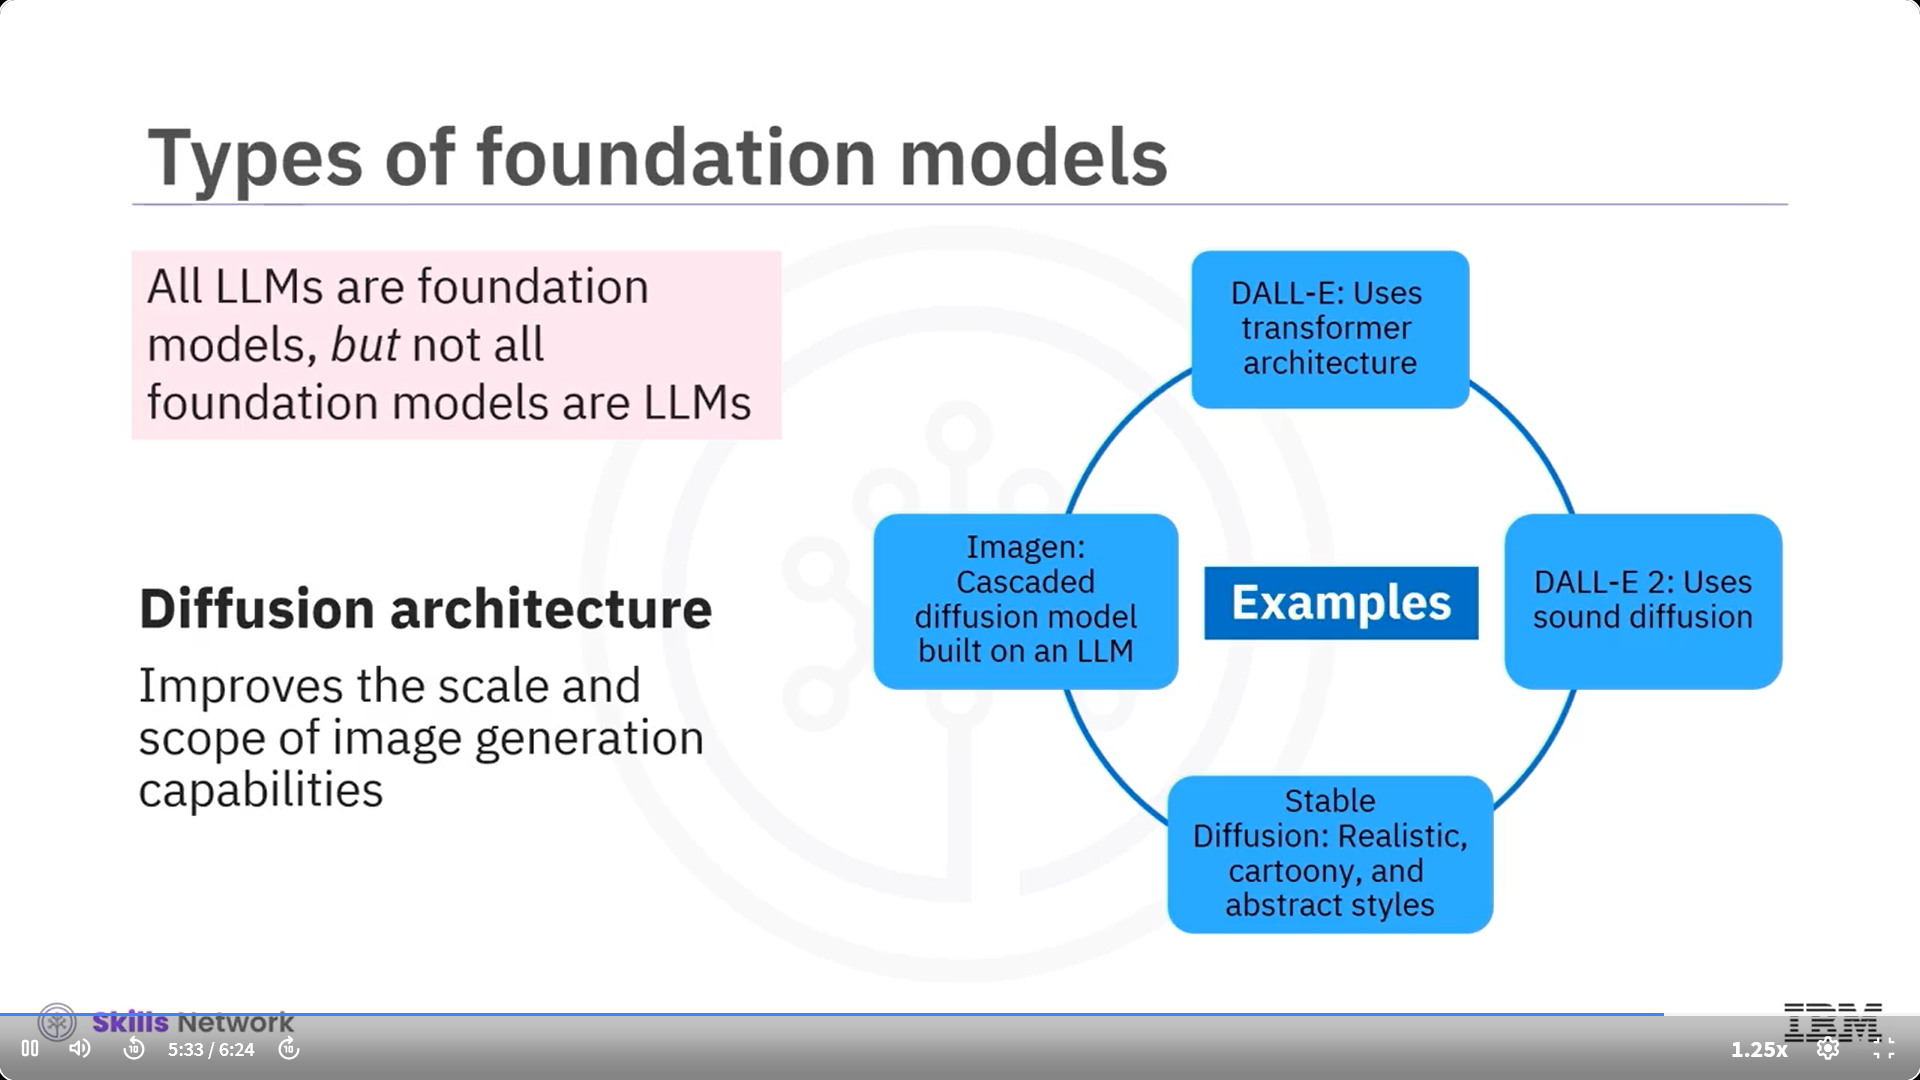 Types of foundation models
All LLMs are foundation
models, but not all
foundation models are LLMs
Diffusion architecture
Improves the scale and
scope of image generation
capabilities
DALL-E: Uses
transformer
architecture
Imagen:
Cascaded
diffusion model
built on an LLM
Examples
DALL-E 2: Uses
sound diffusion
Stable
Diffusion: Realistic,
cartoony, and
abstract styles
Skills Network
IBM
10
5:33 / 6:24
10
1.25x